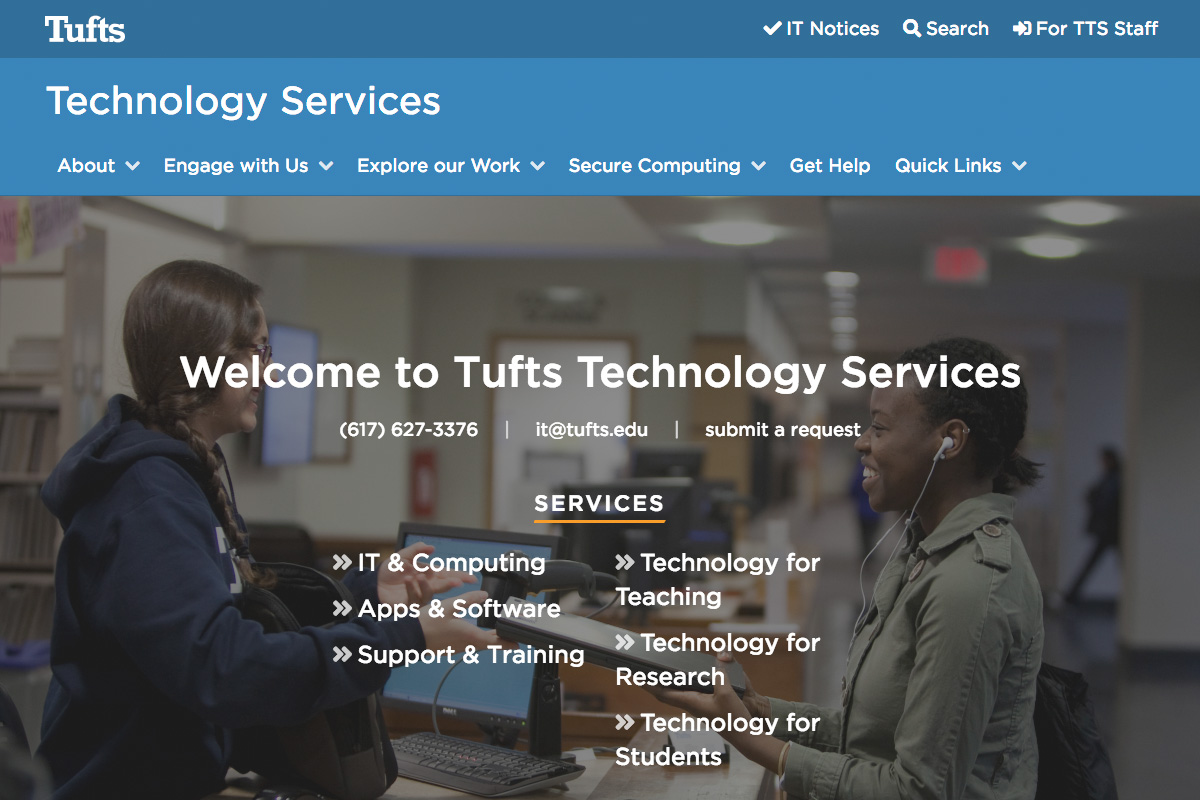 Tufts
IT Notices
Search
For TTS Staff
Technology Services
About
Engage with Us
Explore our Work
Secure Computing
Get Help
Quick Links
Welcome to Tufts Technology Services
(617) 627-3376 | it@tufts.edu | submit a request
SERVICES
» IT & Computing
» Apps & Software
» Support & Training
» Technology for
Teaching
» Technology for
Research
» Technology for
Students